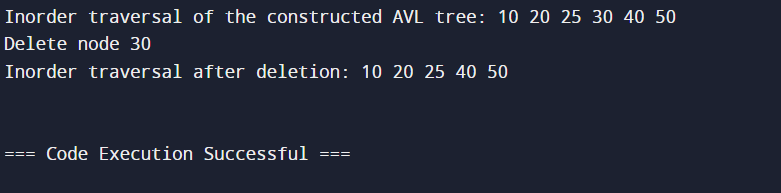 Inorder traversal of the constructed AVL tree: 10 20 25 30 40 50
Delete node 30
Inorder traversal after deletion: 10 20 25 40 50
=== Code Execution Successful ===